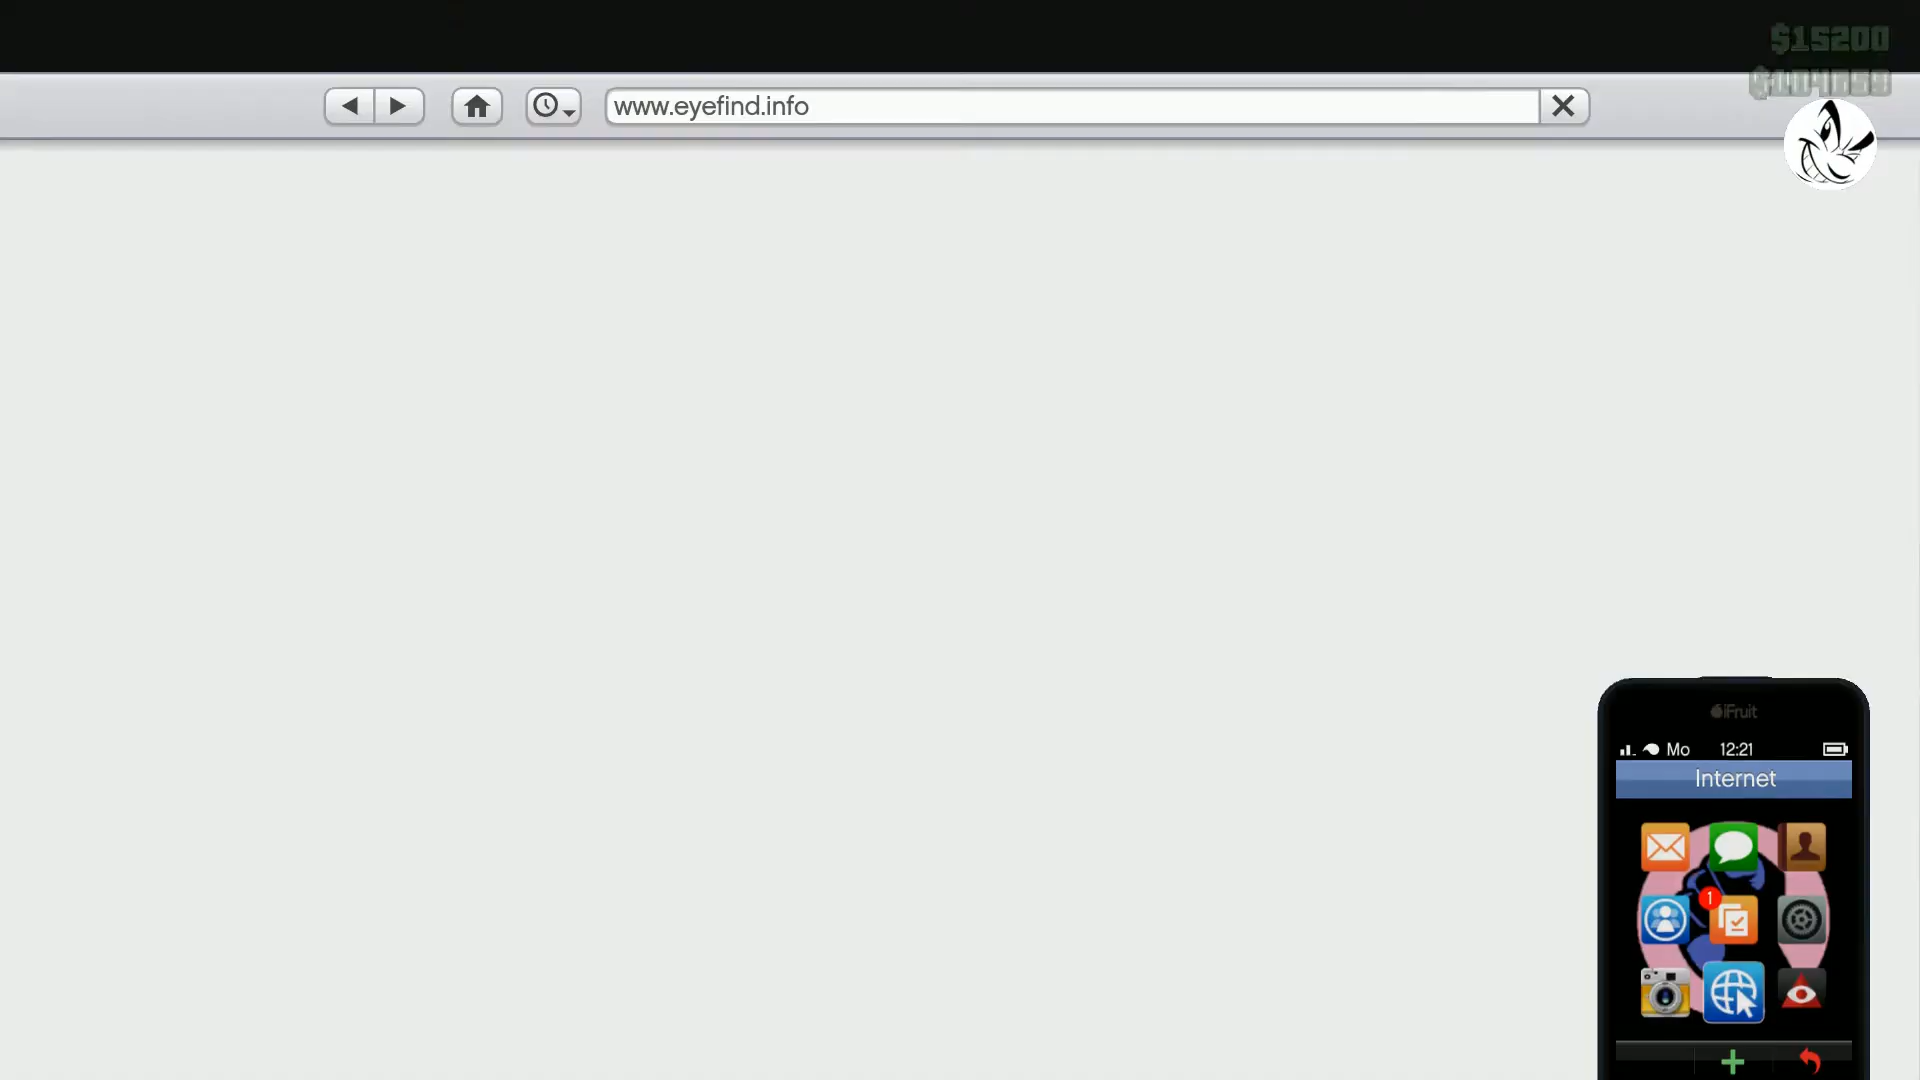 $15200
www.eyefind.info
iFruit
Mo 12:21
Internet
1